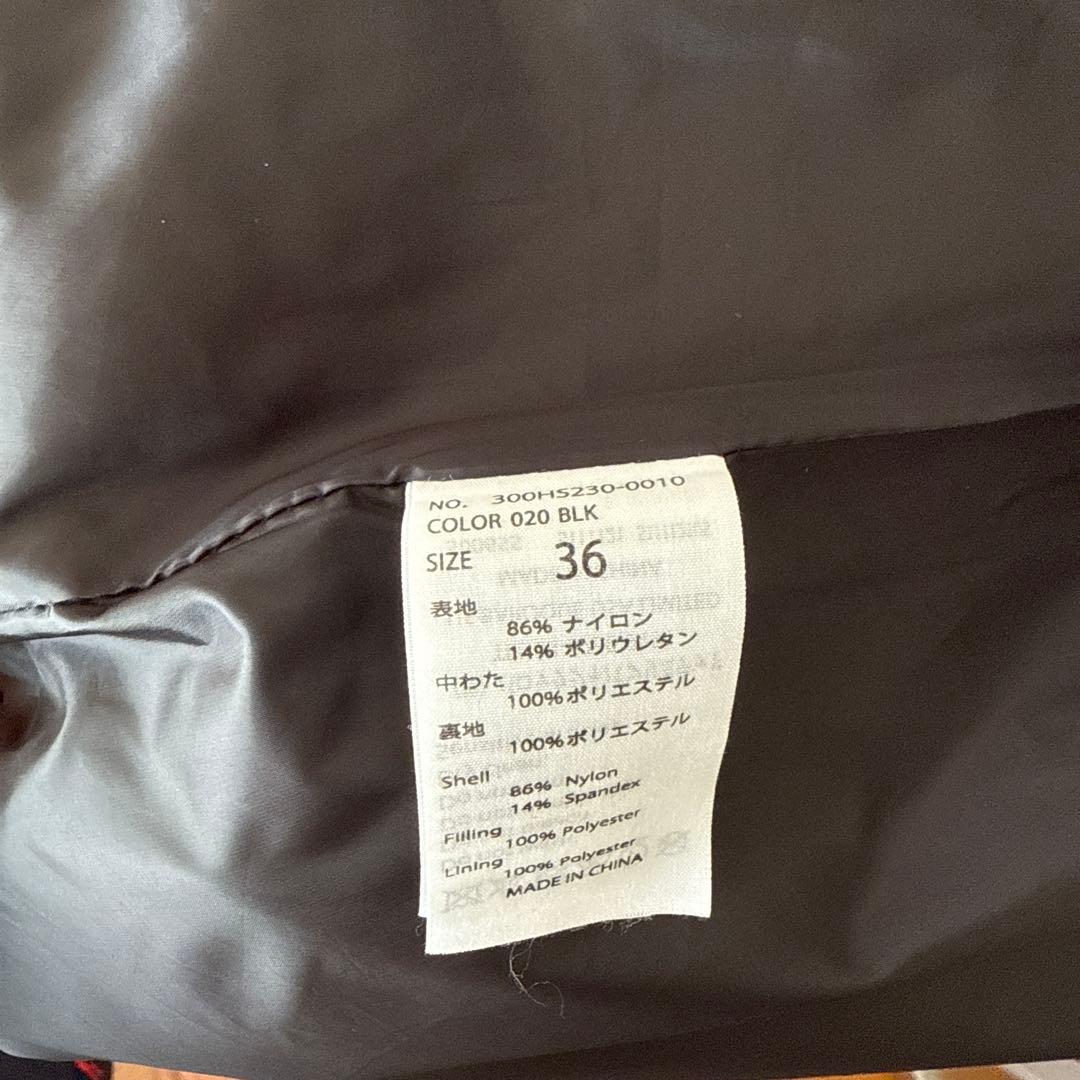 NO. 300HS230-0010
COLOR 020 BLK
SIZE 36
表地
86% ナイロン
14% ポリウレタン
中わた
100%ポリエステル
裏地
100%ポリエステル
Shell
86% Nylon
14% Spandex
Filling
100% Polyester
Lining
100% Polyester
MADE IN CHINA